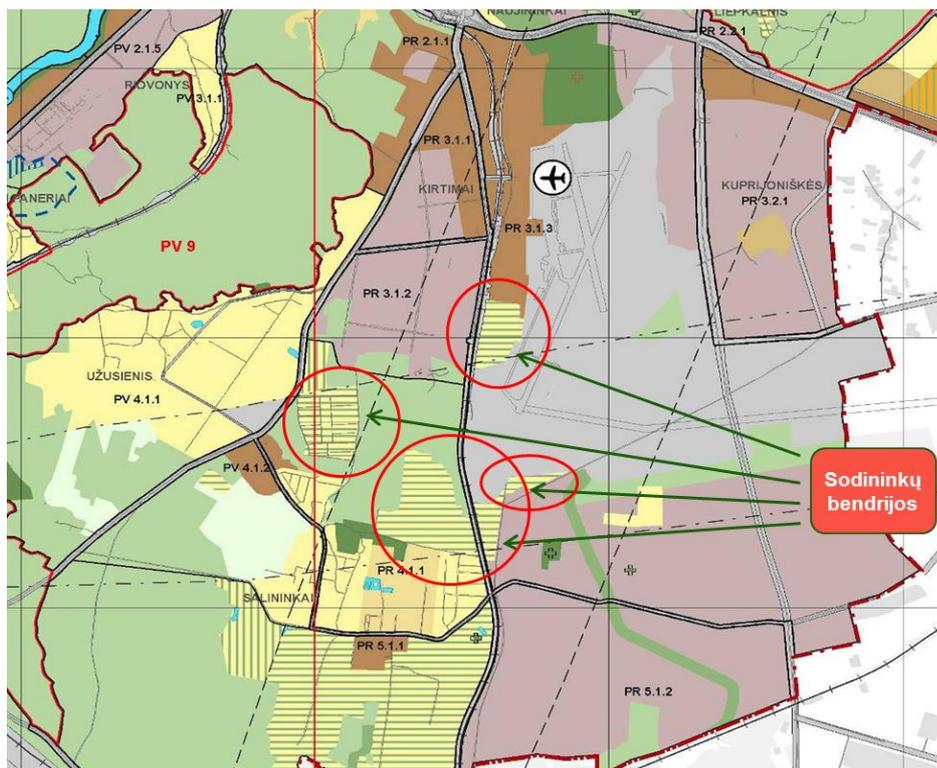 NAUJININKAI
LIEPKALNIS
PR 2.2.1
PR 2.1.1
PV 2.1.5
PV 3.1.1
PR 3.1.1
KIRTIMAI
KUPRIJONIŠKĖS
PR 3.2.1
PANERIAI
PR 3.1.3
PV 9
PR 3.1.2
UŽUSIENIS
PV 4.1.1
PV 4.1.2
Sodininkų
bendrijos
PR 4.1.1
SALININKAI
PR 5.1.1
PR 5.1.2